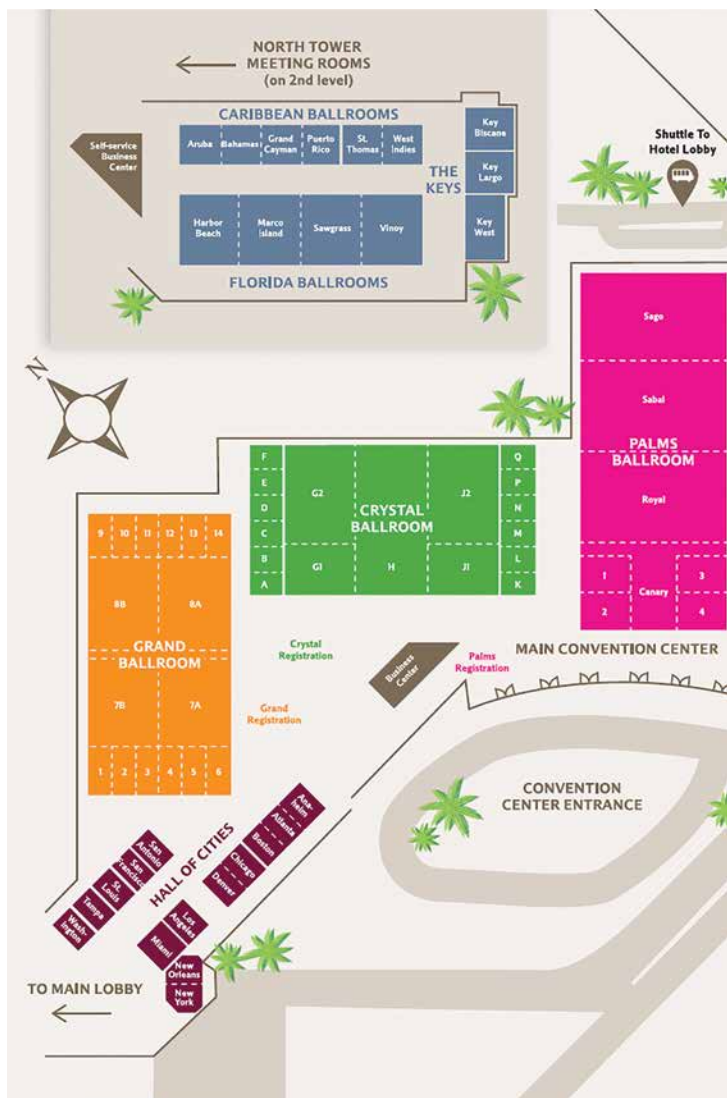 NORTH TOWER
MEETING ROOMS
(on 2nd level)
CARIBBEAN BALLROOMS
Self-service
Business
Center
Aruba
Bahamas
Grand
Cayman
Puerto
Rico
St.
Thomas
West
Indies
Key
Biscane
Key
Largo
Key
West
THE
KEYS
Harbor
Beach
Marco
Island
Sawgrass
Vinoy
FLORIDA BALLROOMS
Shuttle To
Hotel Lobby
N
Sago
Sabal
PALMS
BALLROOM
Royal
1
2
Canary
3
4
F
E
D
C
B
A
G2
G1
CRYSTAL
BALLROOM
H
J2
J1
Q
P
N
M
L
K
9
10
11
12
13
14
8B
8A
GRAND
BALLROOM
7B
7A
1
2
3
4
5
6
Crystal
Registration
Grand
Registration
Business
Center
Palms
Registration
MAIN CONVENTION CENTER
CONVENTION
CENTER ENTRANCE
HALL OF CITIES
San
Antonio
San
Francisco
St.
Louis
Tampa
Wash-
ington
Ana-
heim
Atlanta
Boston
Chicago
Denver
Los
Angeles
Miami
New
Orleans
New
York
TO MAIN LOBBY